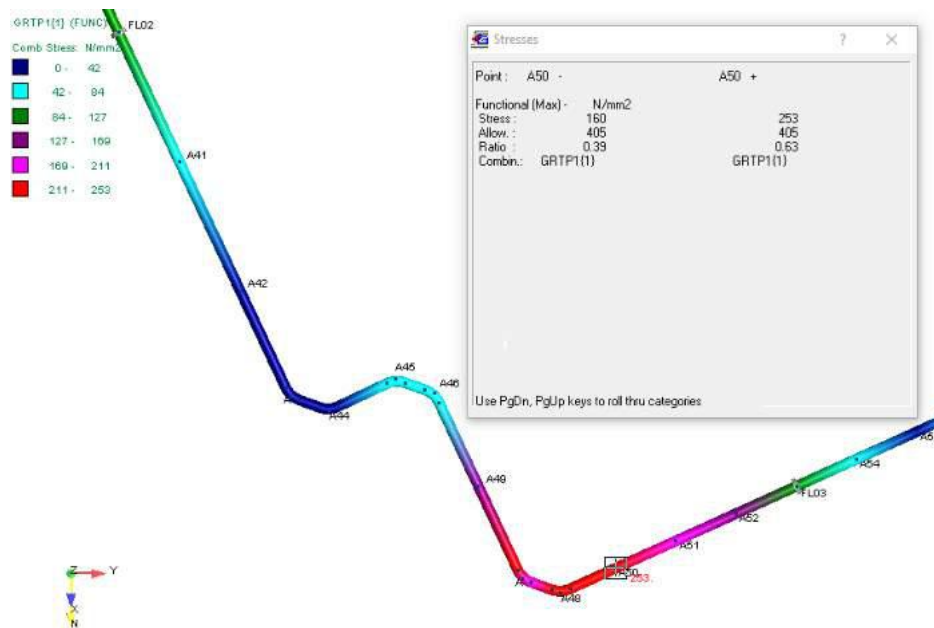 GRTP1{1} (FUNC)
Comb Stress: N/mm2
0 - 42
42 - 84
84 - 127
127 - 169
169 - 211
211 - 253
FL02
A41
A42
A44
A45
A46
A49
A48
A50
253.
A51
A52
FL03
A54
Stresses
? ×
Point : A50 - A50 +
Functional (Max) - N/mm2
Stress : 160 253
Allow. : 405 405
Ratio : 0.39 0.63
Combin.: GRTP1{1} GRTP1{1}
Use PgDn, PgUp keys to roll thru categories
Z
Y
X
N